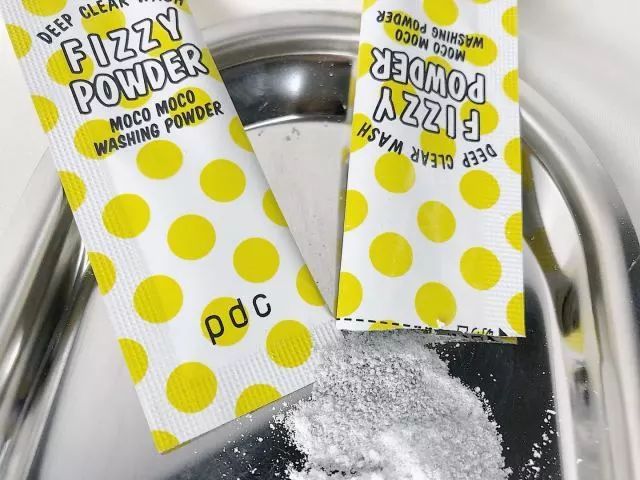 DEEP CLEAR WASH
FIZZY
POWDER
MOCO MOCO
WASHING POWDER
pdc
DEEP CLEAR WASH
FIZZY
POWDER
MOCO MOCO
WASHING POWDER